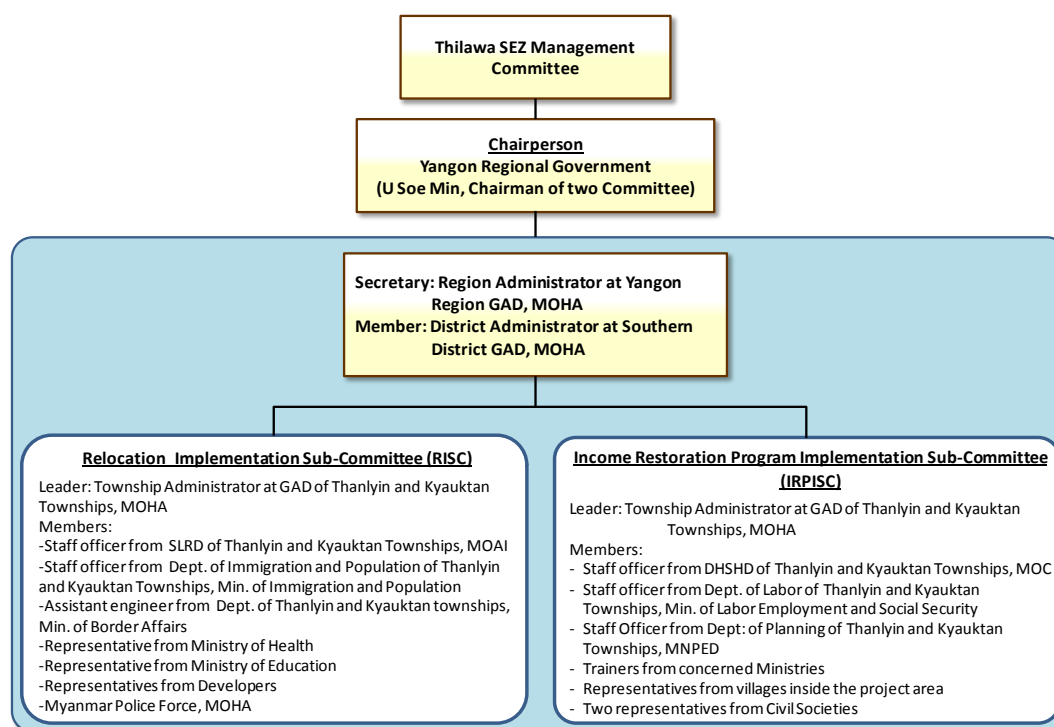 Thilawa SEZ Management
Committee
Chairperson
Yangon Regional Government
(U Soe Min, Chairman of two Committee)
Secretary: Region Administrator at Yangon
Region GAD, MOHA
Member: District Administrator at Southern
District GAD, MOHA
Relocation Implementation Sub-Committee (RISC)
Leader: Township Administrator at GAD of Thanlyin and Kyauktan
Townships, MOHA
Members:
-Staff officer from SLRD of Thanlyin and Kyauktan Townships, MOAI
-Staff officer from Dept. of Immigration and Population of Thanlyin
and Kyauktan Townships, Min. of Immigration and Population
-Assistant engineer from Dept. of Thanlyin and Kyauktan townships,
Min. of Border Affairs
-Representative from Ministry of Health
-Representative from Ministry of Education
-Representatives from Developers
-Myanmar Police Force, MOHA
Income Restoration Program Implementation Sub-Committee
(IRPISC)
Leader: Township Administrator at GAD of Thanlyin and Kyauktan
Townships, MOHA
Members:
- Staff officer from DHSHD of Thanlyin and Kyauktan Townships, MOC
- Staff officer from Dept. of Labor of Thanlyin and Kyauktan
Townships, Min. of Labor Employment and Social Security
- Staff Officer from Dept: of Planning of Thanlyin and Kyauktan
Townships, MNPED
- Trainers from concerned Ministries
- Representatives from villages inside the project area
- Two representatives from Civil Societies